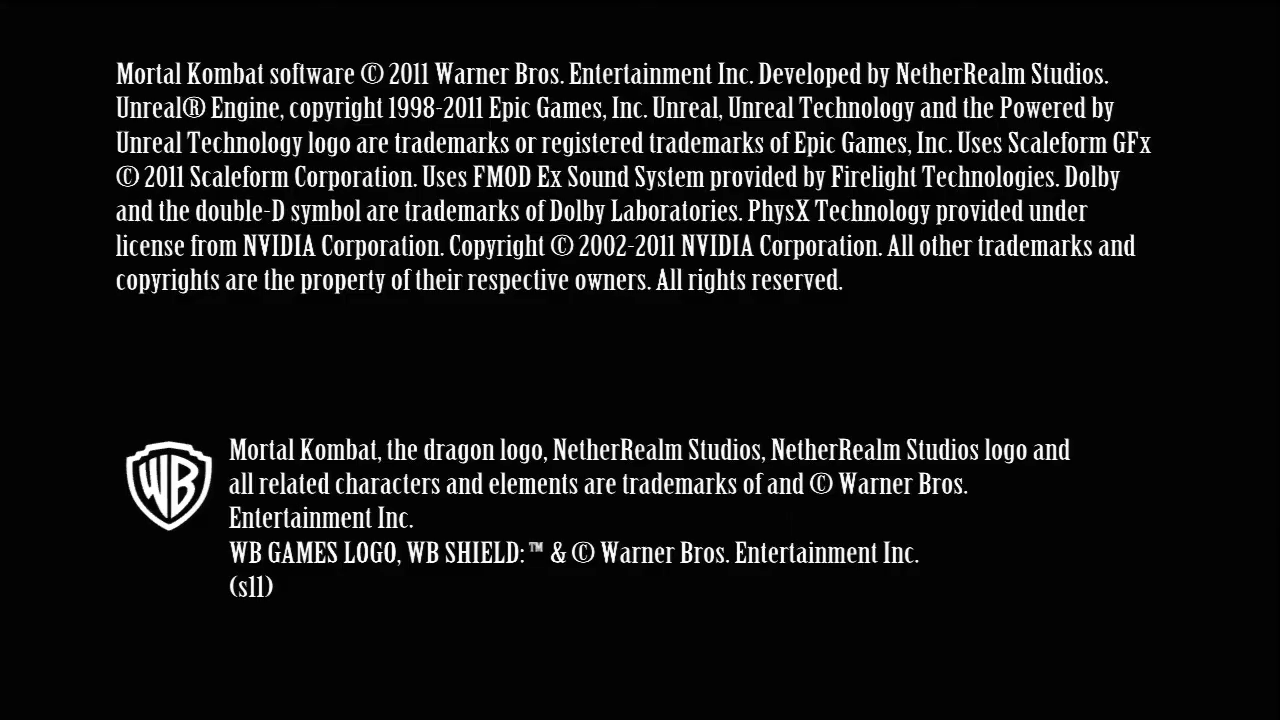 Mortal Kombat software © 2011 Warner Bros. Entertainment Inc. Developed by NetherRealm Studios.
Unreal® Engine, copyright 1998-2011 Epic Games, Inc. Unreal, Unreal Technology and the Powered by
Unreal Technology logo are trademarks or registered trademarks of Epic Games, Inc. Uses Scaleform GFx
© 2011 Scaleform Corporation. Uses FMOD Ex Sound System provided by Firelight Technologies. Dolby
and the double-D symbol are trademarks of Dolby Laboratories. PhysX Technology provided under
license from NVIDIA Corporation. Copyright © 2002-2011 NVIDIA Corporation. All other trademarks and
copyrights are the property of their respective owners. All rights reserved.
WB
Mortal Kombat, the dragon logo, NetherRealm Studios, NetherRealm Studios logo and
all related characters and elements are trademarks of and © Warner Bros.
Entertainment Inc.
WB GAMES LOGO, WB SHIELD: ™ & © Warner Bros. Entertainment Inc.
(s11)